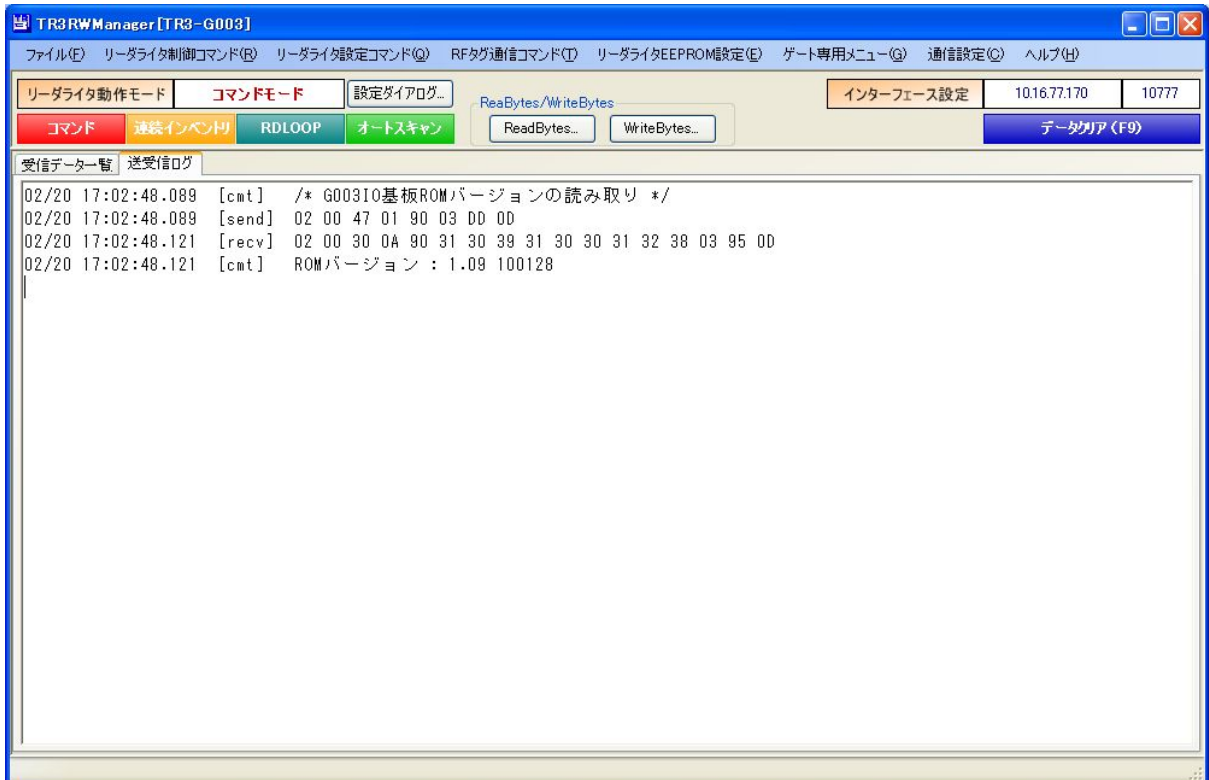 TR3RWManager[TR3-G003]
ファイル(F) リーダライタ制御コマンド(R) リーダライタ設定コマンド(Q) RFタグ通信コマンド(T) リーダライタEEPROM設定(E) ゲート専用メニュー(G) 通信設定(C) ヘルプ(H)
リーダライタ動作モード コマンドモード 設定ダイアログ... ReaBytes/WriteBytes インターフェース設定 10.16.77.170 10777
コマンド 連続インベントリ RDLOOP オートスキャン ReadBytes... WriteBytes... データクリア (F9)
受信データ一覧 送受信ログ
02/20 17:02:48.089 [cmt] /* G003IO基板ROMバージョンの読み取り */
02/20 17:02:48.089 [send] 02 00 47 01 90 03 DD 0D
02/20 17:02:48.121 [recv] 02 00 30 0A 90 31 30 39 31 30 30 31 32 38 03 95 0D
02/20 17:02:48.121 [cmt] ROMバージョン : 1.09 100128